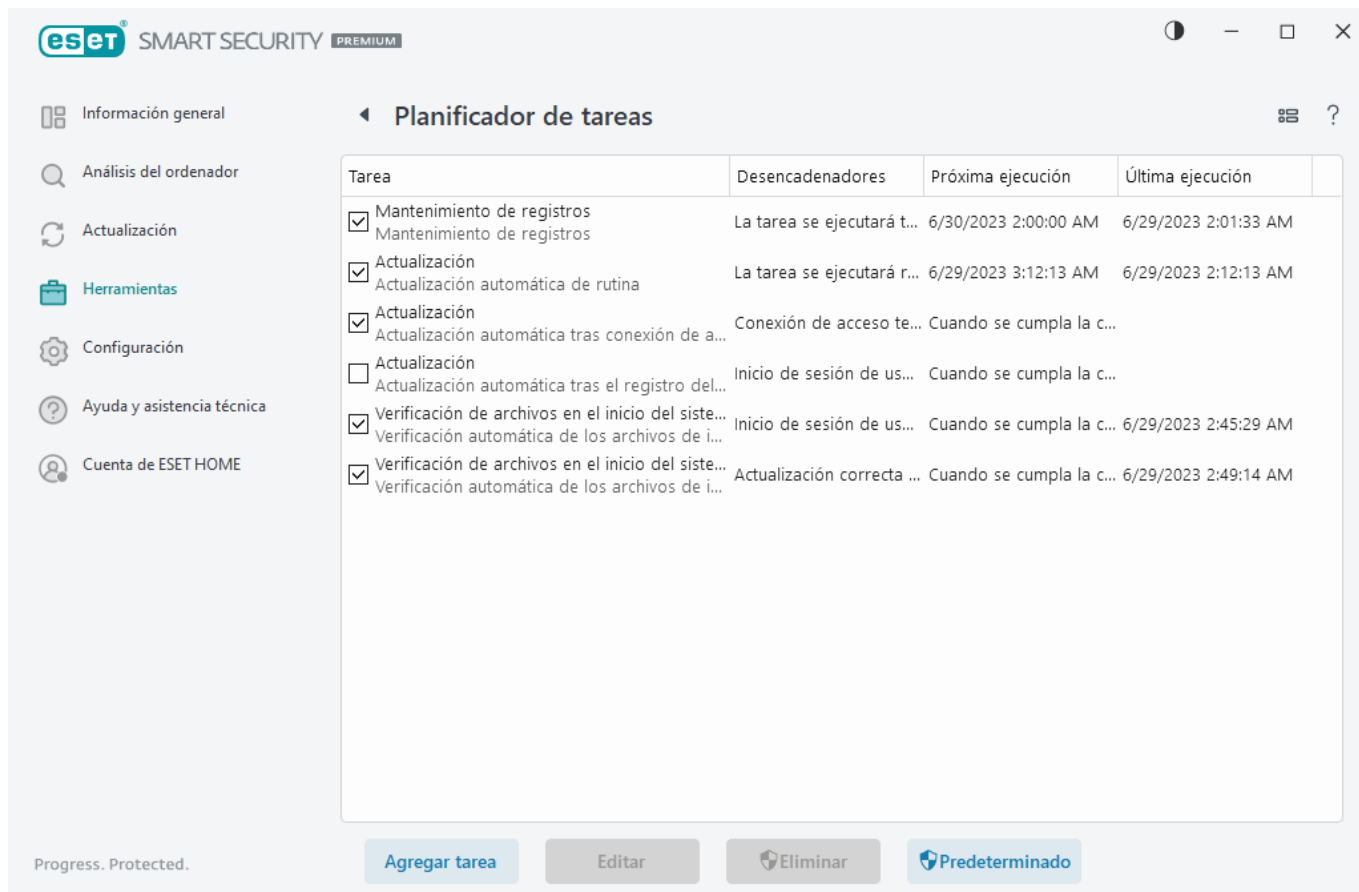 eseT® SMART SECURITY PREMIUM
Información general
Análisis del ordenador
Actualización
Herramientas
Configuración
Ayuda y asistencia técnica
Cuenta de ESET HOME
Progress. Protected.
Planificador de tareas
?
Tarea Desencadenadores Próxima ejecución Última ejecución
Mantenimiento de registros
Mantenimiento de registros
La tarea se ejecutará t... 6/30/2023 2:00:00 AM 6/29/2023 2:01:33 AM
Actualización
Actualización automática de rutina
La tarea se ejecutará r... 6/29/2023 3:12:13 AM 6/29/2023 2:12:13 AM
Actualización
Actualización automática tras conexión de a...
Conexión de acceso te... Cuando se cumpla la c...
Actualización
Actualización automática tras el registro del...
Inicio de sesión de us... Cuando se cumpla la c...
Verificación de archivos en el inicio del siste...
Verificación automática de los archivos de i...
Inicio de sesión de us... Cuando se cumpla la c... 6/29/2023 2:45:29 AM
Verificación de archivos en el inicio del siste...
Verificación automática de los archivos de i...
Actualización correcta ... Cuando se cumpla la c... 6/29/2023 2:49:14 AM
Agregar tarea Editar Eliminar Predeterminado